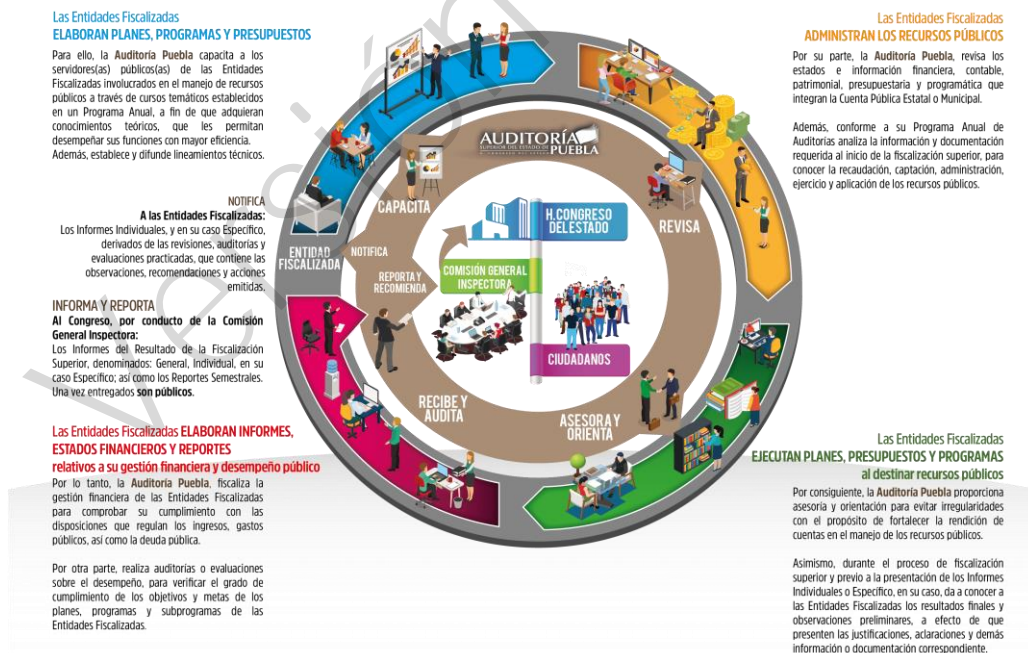 Las Entidades Fiscalizadas
ELABORAN PLANES, PROGRAMAS Y PRESUPUESTOS
Para ello, la Auditoría Puebla capacita a los
servidores(as) públicos(as) de las Entidades
Fiscalizadas involucrados en el manejo de recursos
públicos a través de cursos temáticos establecidos
en un Programa Anual, a fin de que adquieran
conocimientos teóricos, que les permitan
desempeñar sus funciones con mayor eficiencia.
Además, establece y difunde lineamientos técnicos.
NOTIFICA
A las Entidades Fiscalizadas:
Los Informes Individuales, y en su caso Específico,
derivados de las revisiones, auditorías y
evaluaciones practicadas, que contiene las
observaciones, recomendaciones y acciones
emitidas.
INFORMA Y REPORTA
Al Congreso, por conducto de la Comisión
General Inspectora:
Los Informes del Resultado de la Fiscalización
Superior, denominados: General, Individual, en su
caso Específico; así como los Reportes Semestrales.
Una vez entregados son públicos.
Las Entidades Fiscalizadas ELABORAN INFORMES,
ESTADOS FINANCIEROS Y REPORTES
relativos a su gestión financiera y desempeño público
Por lo tanto, la Auditoría Puebla, fiscaliza la
gestión financiera de las Entidades Fiscalizadas
para comprobar su cumplimiento con las
disposiciones que regulan los ingresos, gastos
públicos, así como la deuda pública.
Por otra parte, realiza auditorías o evaluaciones
sobre el desempeño, para verificar el grado de
cumplimiento de los objetivos y metas de los
planes, programas y subprogramas de las
Entidades Fiscalizadas.
AUDITORÍA
SUPERIOR DEL ESTADO DE PUEBLA
CAPACITA
REVISA
H. CONGRESO
DEL ESTADO
ENTIDAD
FISCALIZADA
NOTIFICA
REPORTA Y
RECOMIENDA
COMISIÓN GENERAL
INSPECTORA
CIUDADANOS
RECIBE Y
AUDITA
ASESORA Y
ORIENTA
Las Entidades Fiscalizadas
ADMINISTRAN LOS RECURSOS PÚBLICOS
Por su parte, la Auditoría Puebla, revisa los
estados e información financiera, contable,
patrimonial, presupuestaria y programática que
integran la Cuenta Pública Estatal o Municipal.
Además, conforme a su Programa Anual de
Auditorías analiza la información y documentación
requerida al inicio de la fiscalización superior, para
conocer la recaudación, captación, administración,
ejercicio y aplicación de los recursos públicos.
Las Entidades Fiscalizadas
EJECUTAN PLANES, PRESUPUESTOS Y PROGRAMAS
al destinar recursos públicos
Por consiguiente, la Auditoría Puebla proporciona
asesoría y orientación para evitar irregularidades
con el propósito de fortalecer la rendición de
cuentas en el manejo de los recursos públicos.
Asimismo, durante el proceso de fiscalización
superior y previo a la presentación de los Informes
Individuales o Específico, en su caso, da a conocer a
las Entidades Fiscalizadas los resultados finales y
observaciones preliminares, a efecto de que
presenten las justificaciones, aclaraciones y demás
información o documentación correspondiente.
Versión